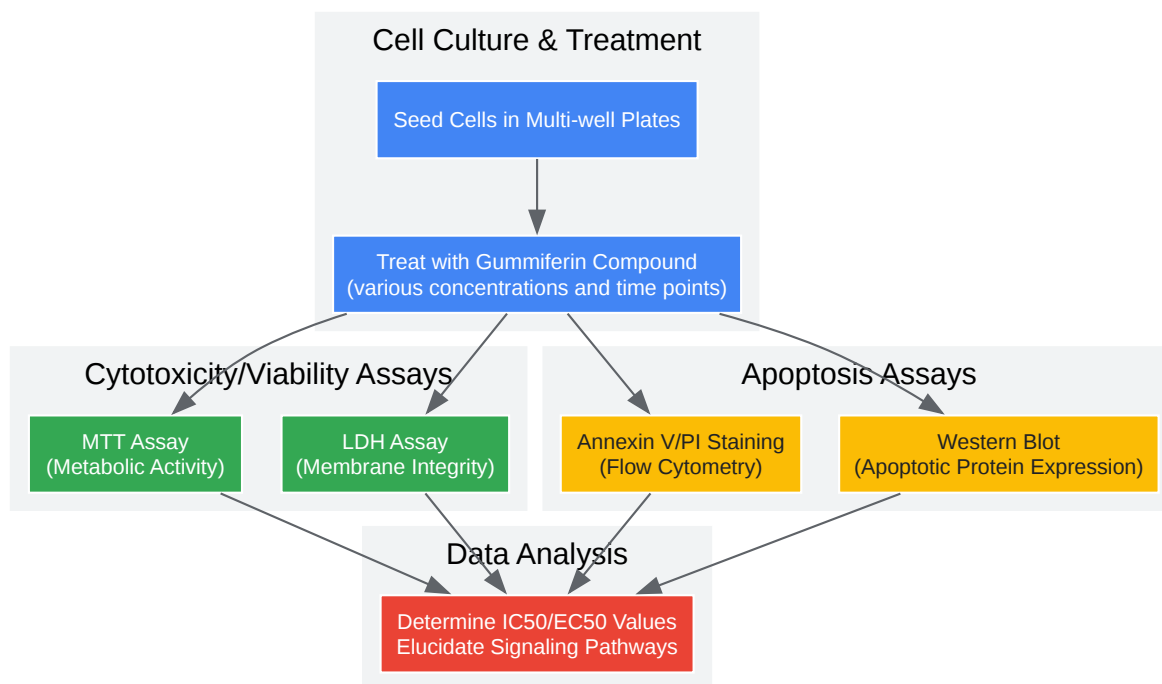 Cell Culture & Treatment
Seed Cells in Multi-well Plates
Treat with Gummiferin Compound
(various concentrations and time points)
Cytotoxicity/Viability Assays
Apoptosis Assays
MTT Assay
(Metabolic Activity)
LDH Assay
(Membrane Integrity)
Annexin V/PI Staining
(Flow Cytometry)
Western Blot
(Apoptotic Protein Expression)
Data Analysis
Determine IC50/EC50 Values
Elucidate Signaling Pathways